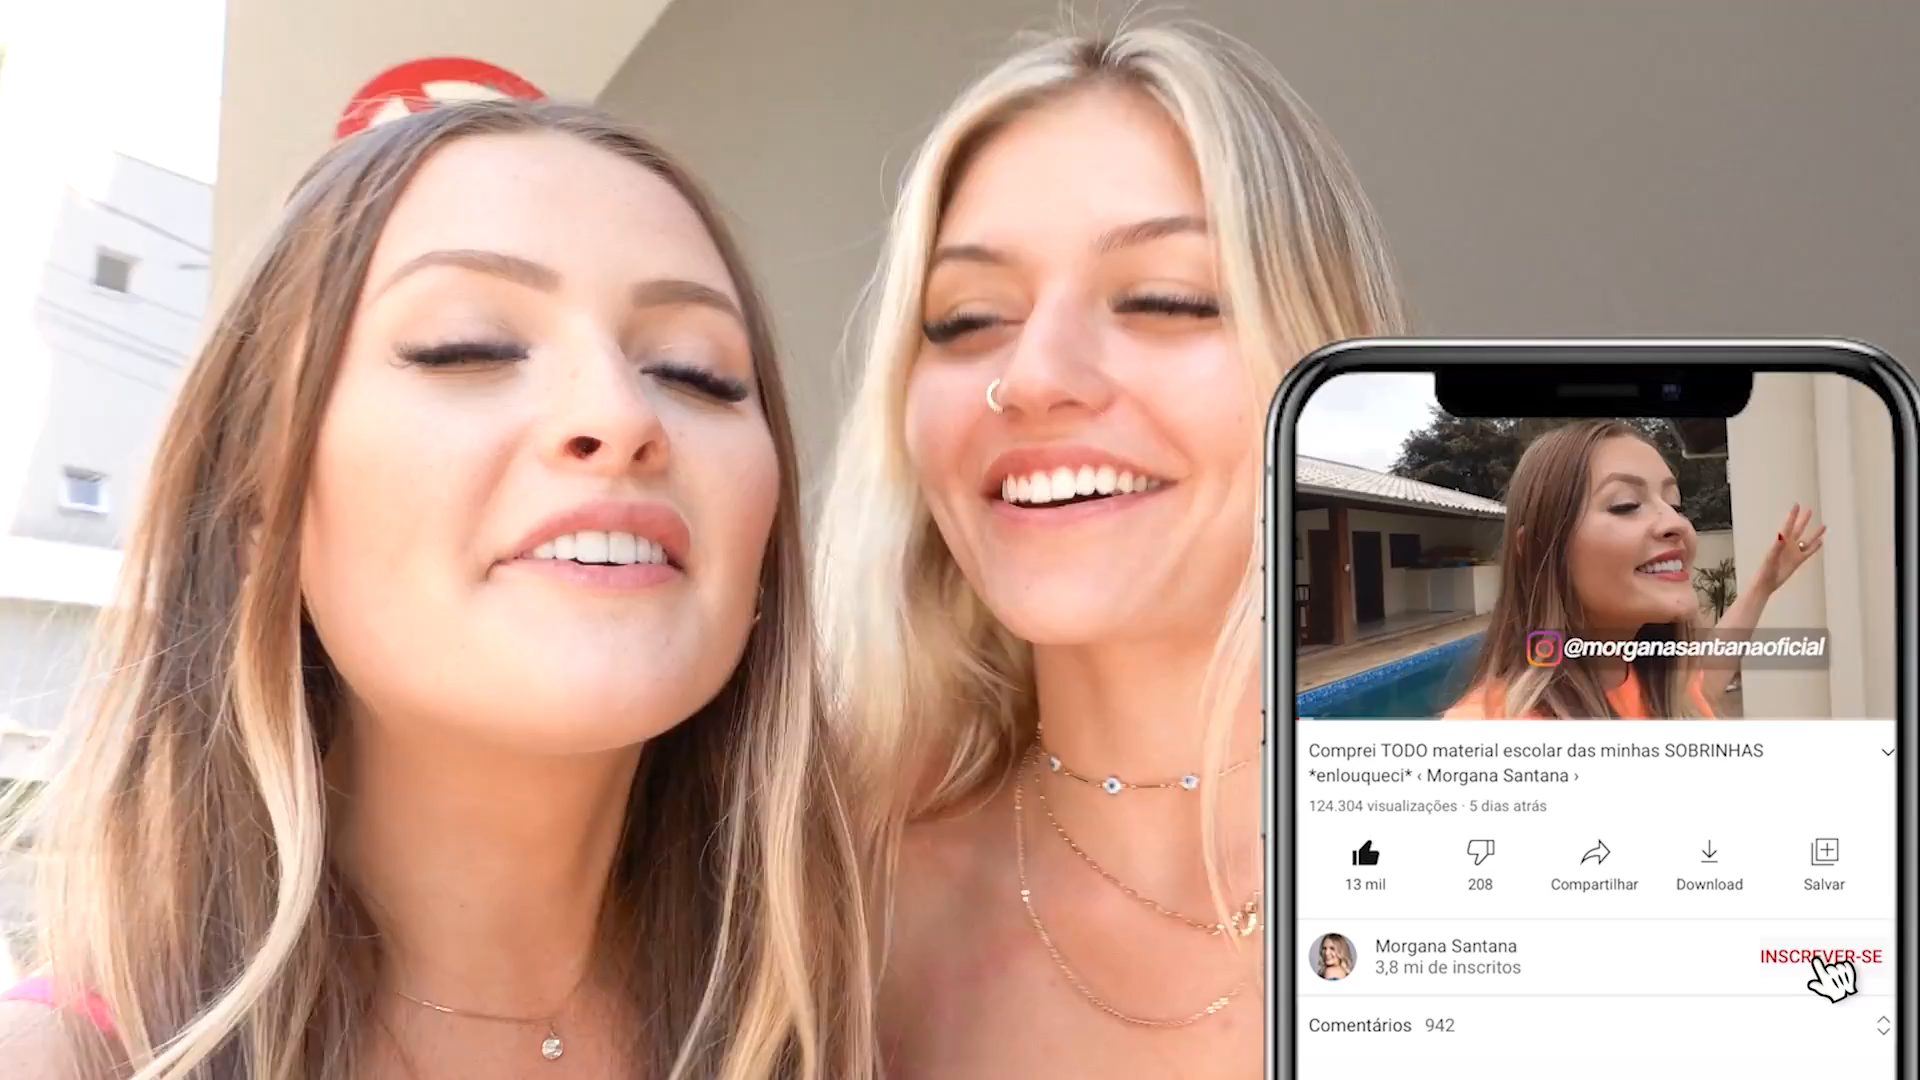 @morganasantanaoficial
Comprei TODO material escolar das minhas SOBRINHAS
*enlouqueci* ‹ Morgana Santana ›
124.304 visualizações · 5 dias atrás
13 mil
208
Compartilhar
Download
Salvar
Morgana Santana
3,8 mi de inscritos
INSCREVER-SE
Comentários 942